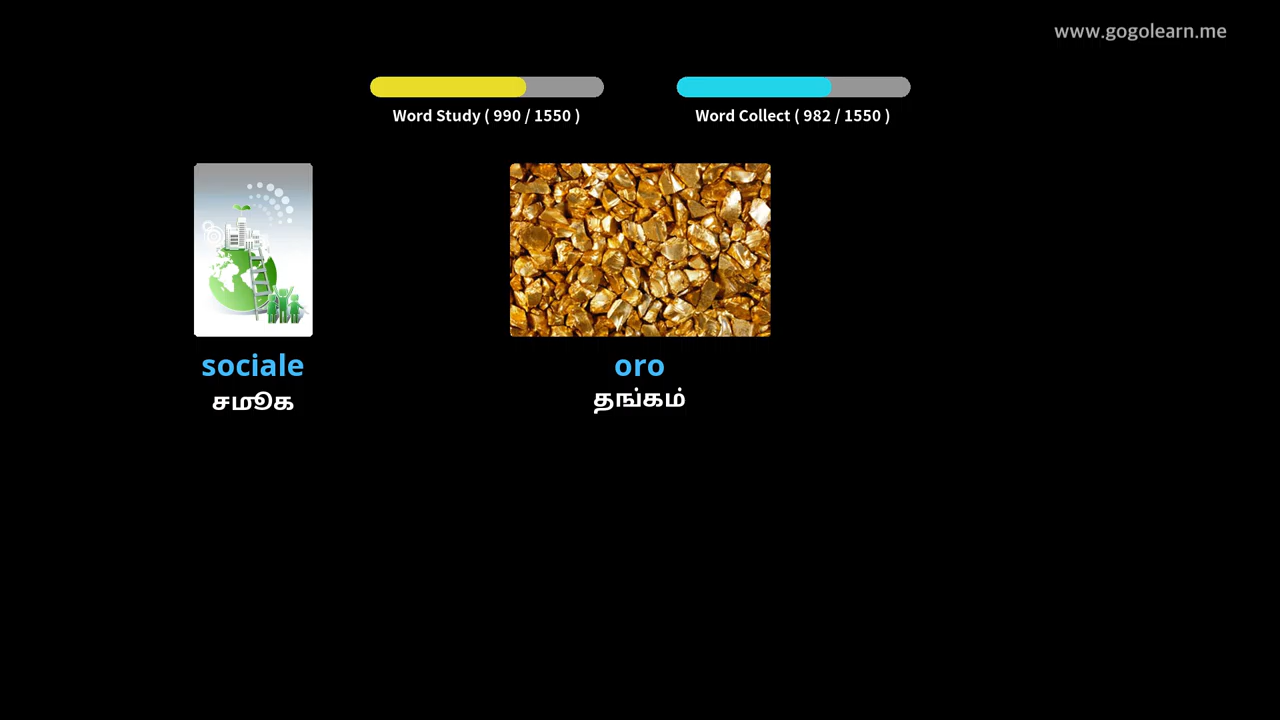 www.gogolearn.me
Word Study ( 990 / 1550 )
Word Collect ( 982 / 1550 )
sociale
சமூக
oro
தங்கம்